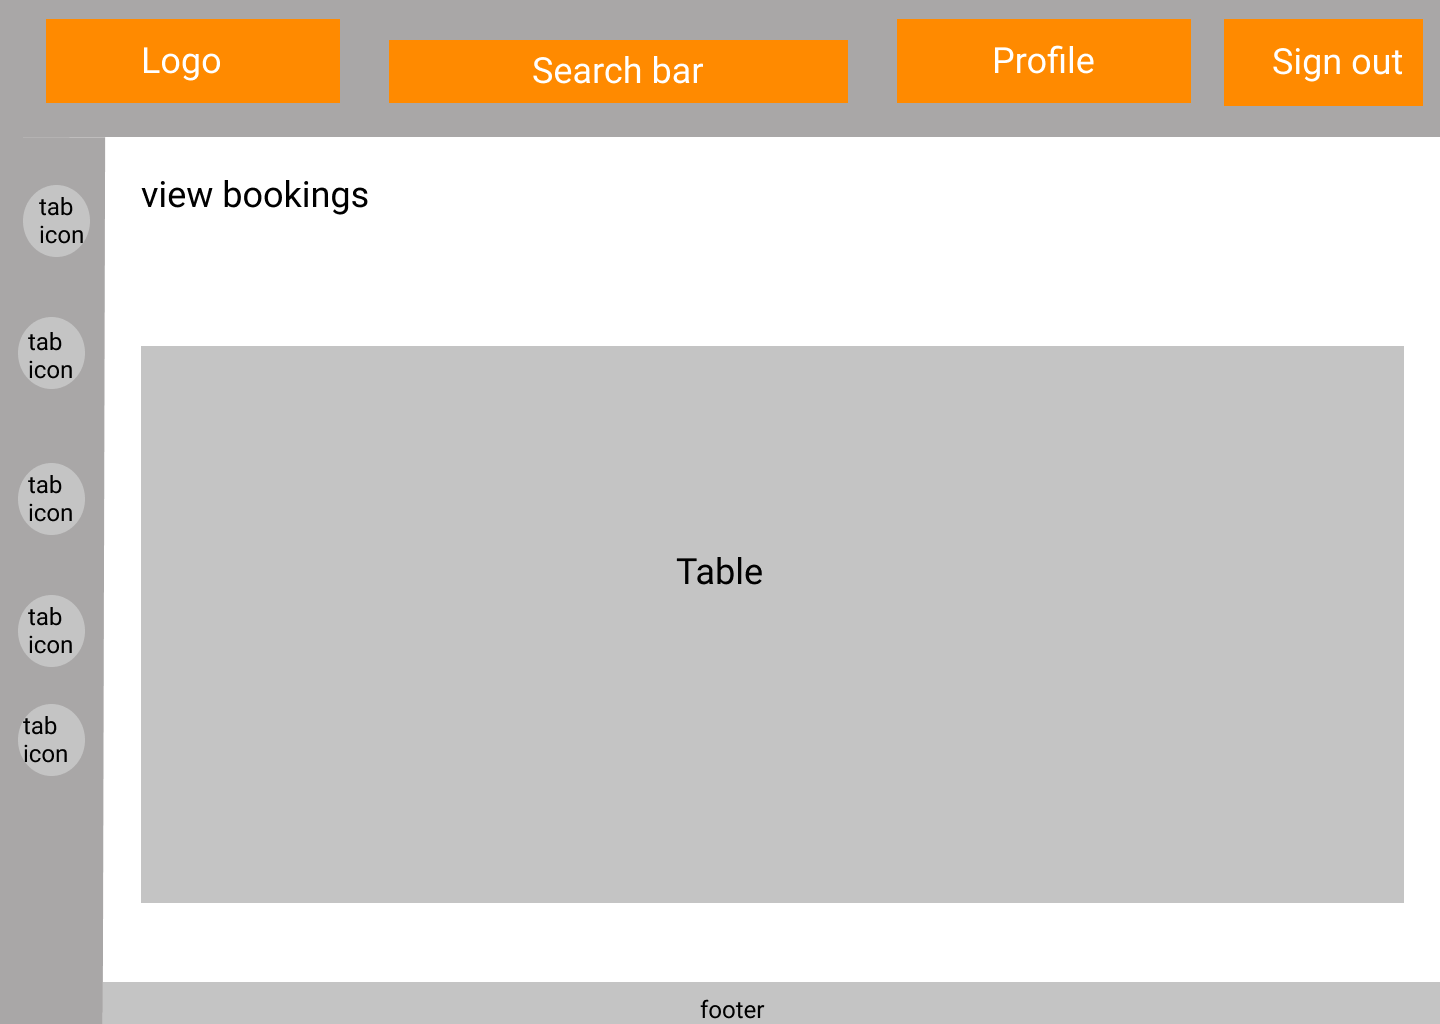 Logo
Search bar
Profile
Sign out
view bookings
tab
icon
tab
icon
tab
icon
tab
icon
tab
icon
Table
footer